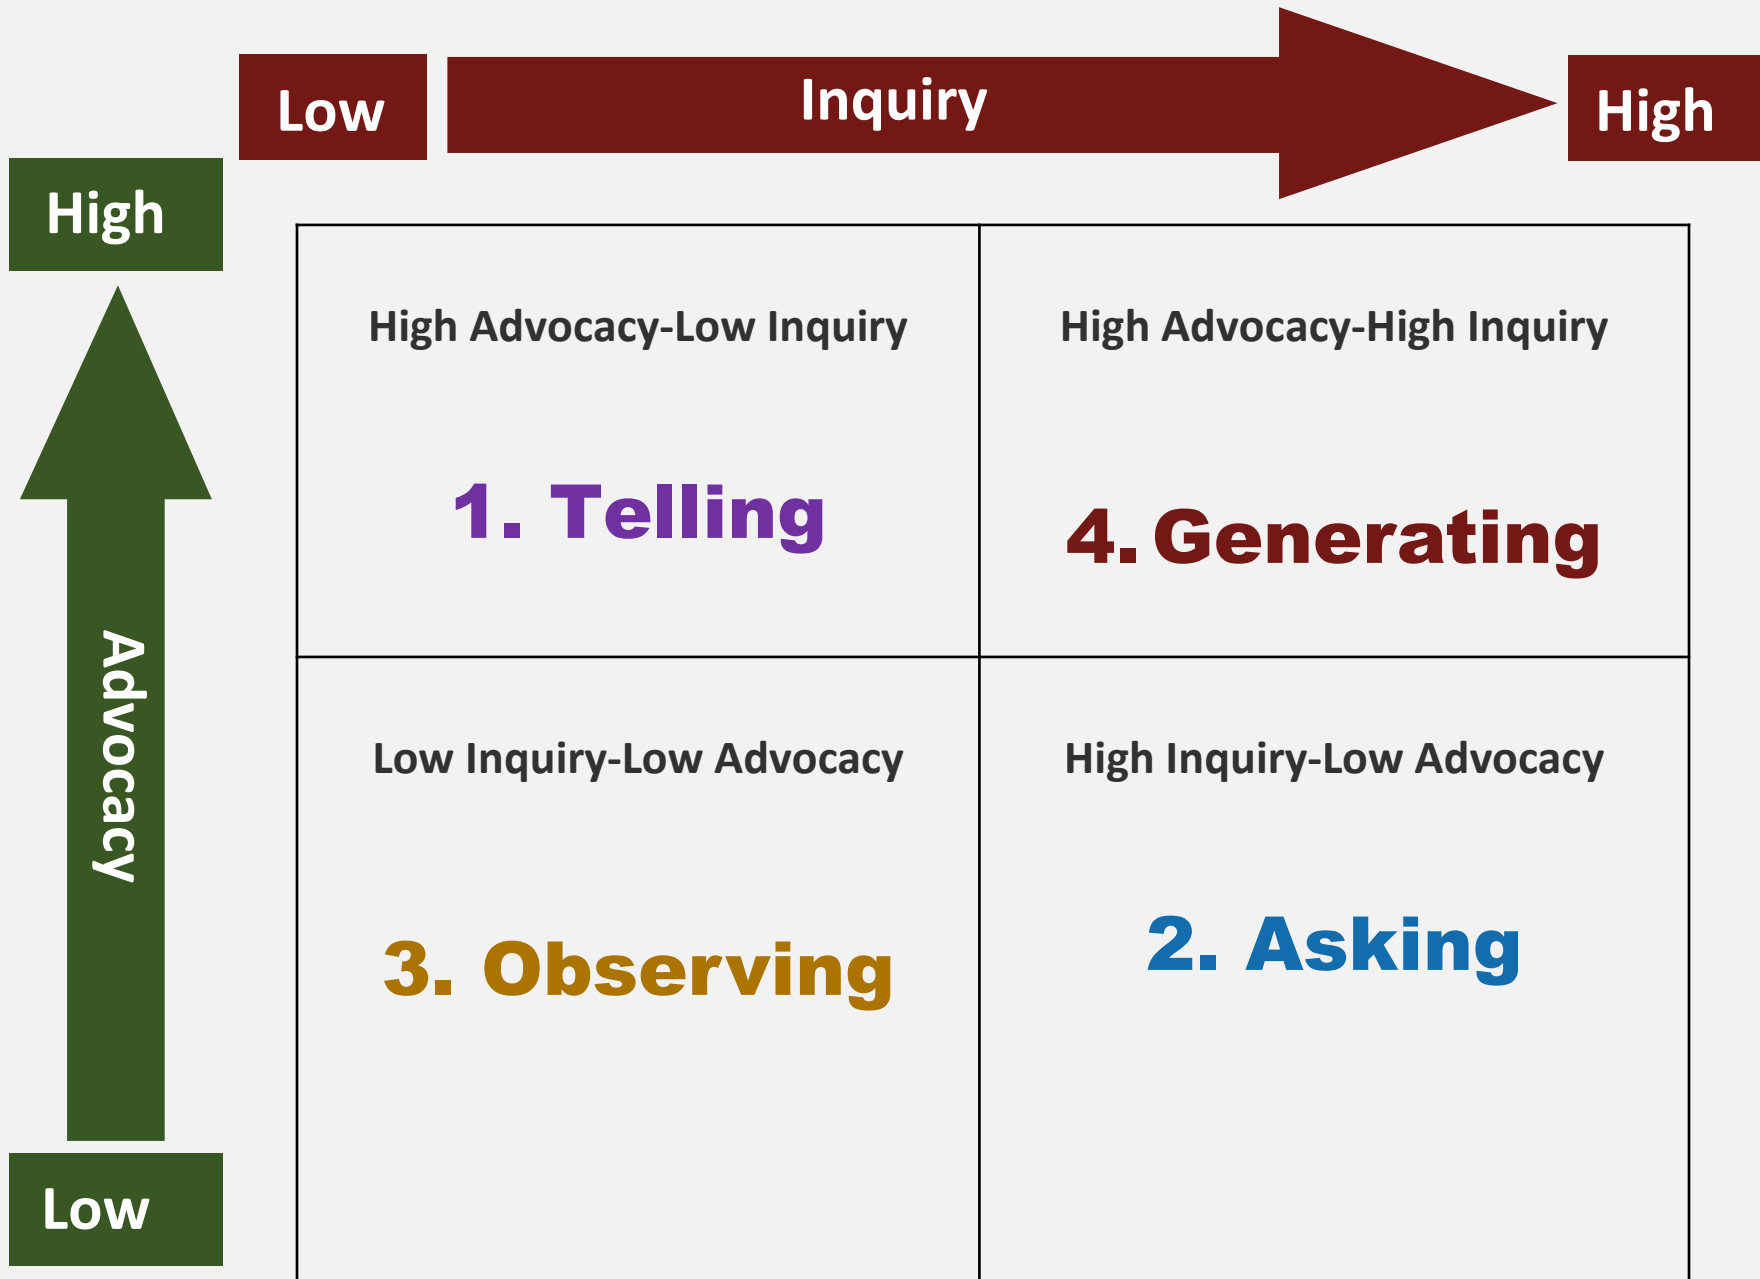 Low
Inquiry
High
High
High Advocacy-Low Inquiry
High Advocacy-High Inquiry
1. Telling
4. Generating
Advocacy
Low Inquiry-Low Advocacy
High Inquiry-Low Advocacy
3. Observing
2. Asking
Low